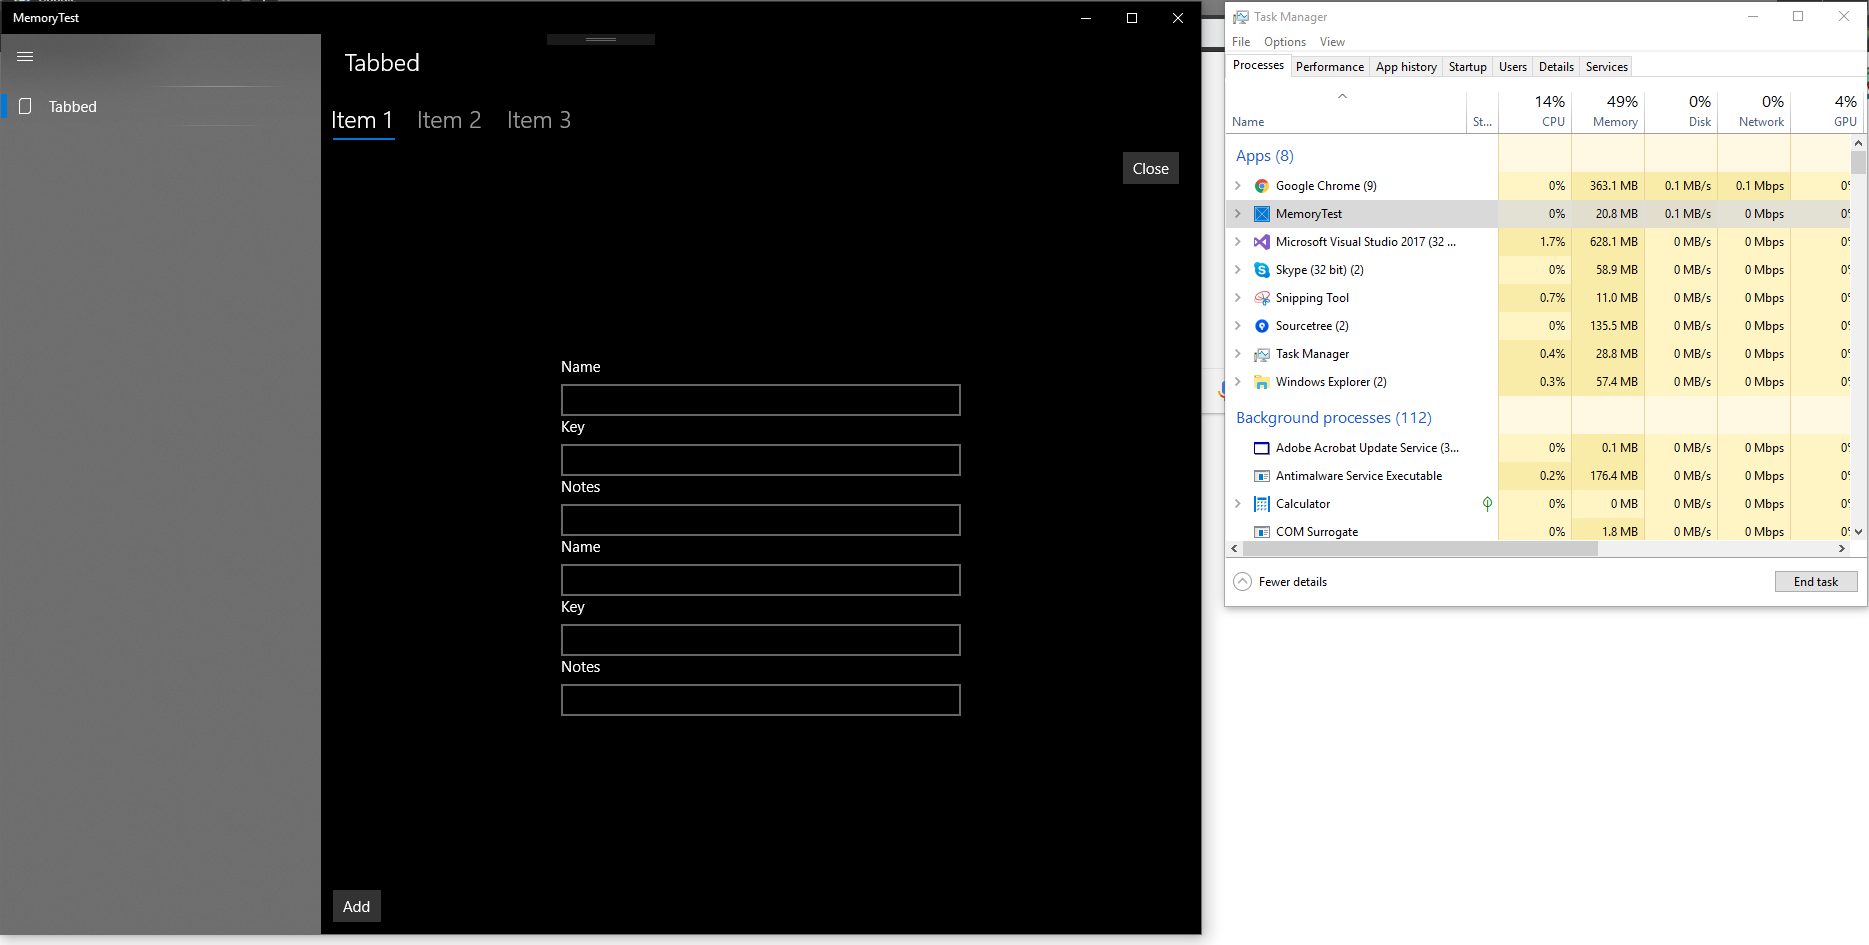 MemoryTest
Tabbed
Tabbed
Item 1 Item 2 Item 3
Close
Name
Key
Notes
Name
Key
Notes
Add
Task Manager
File Options View
Processes Performance App history Startup Users Details Services
14% 49% 0% 0% 4%
Name St... CPU Memory Disk Network GPU
Apps (8)
Google Chrome (9) 0% 363.1 MB 0.1 MB/s 0.1 Mbps 0%
MemoryTest 0% 20.8 MB 0.1 MB/s 0 Mbps 0%
Microsoft Visual Studio 2017 (32 ... 1.7% 628.1 MB 0 MB/s 0 Mbps 0%
Skype (32 bit) (2) 0% 58.9 MB 0 MB/s 0 Mbps 0%
Snipping Tool 0.7% 11.0 MB 0 MB/s 0 Mbps 0%
Sourcetree (2) 0% 135.5 MB 0 MB/s 0 Mbps 0%
Task Manager 0.4% 28.8 MB 0 MB/s 0 Mbps 0%
Windows Explorer (2) 0.3% 57.4 MB 0 MB/s 0 Mbps 0%
Background processes (112)
Adobe Acrobat Update Service (3... 0% 0.1 MB 0 MB/s 0 Mbps 0%
Antimalware Service Executable 0.2% 176.4 MB 0 MB/s 0 Mbps 0%
Calculator 0% 0 MB 0 MB/s 0 Mbps 0%
COM Surrogate 0% 1.8 MB 0 MB/s 0 Mbps 0%
Fewer details
End task